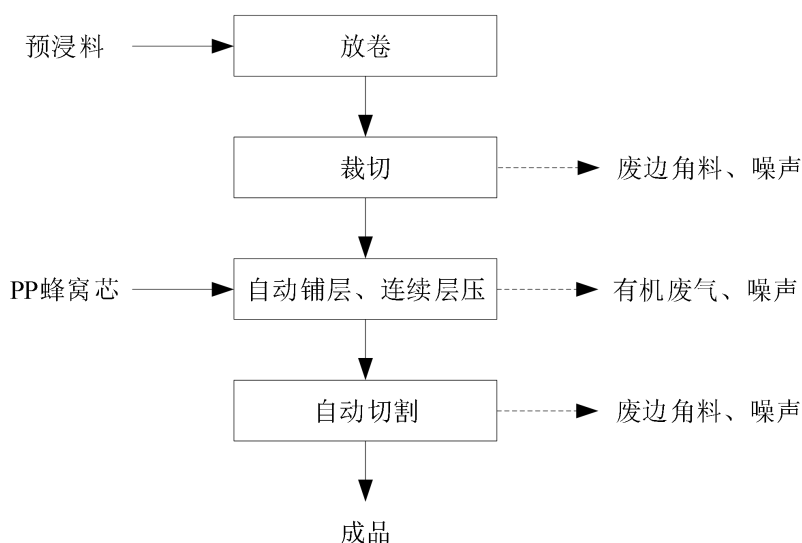 预浸料
放卷
裁切
废边角料、噪声
PP蜂窝芯
自动铺层、连续层压
有机废气、噪声
自动切割
废边角料、噪声
成品